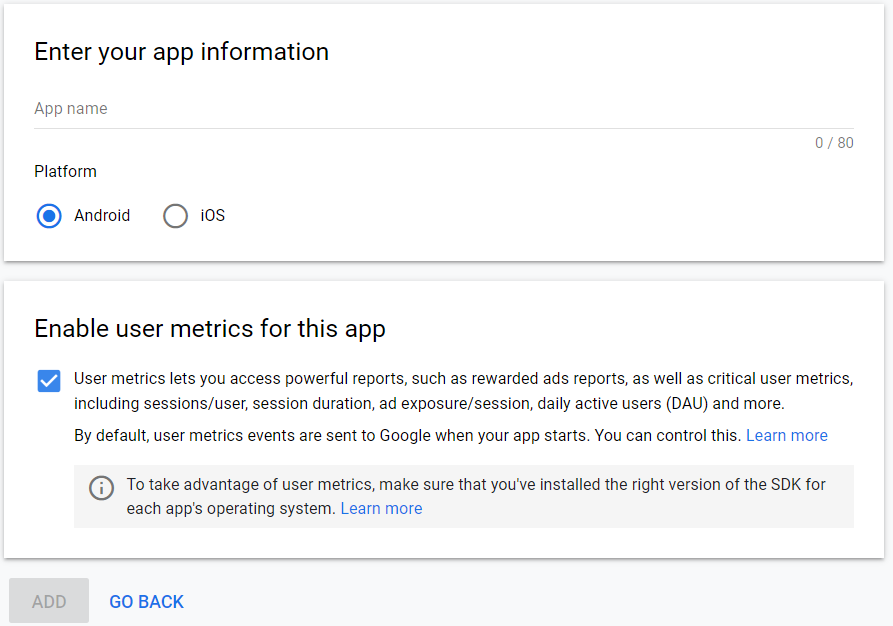 Enter your app information
App name
0 / 80
Platform
Android
iOS
Enable user metrics for this app
User metrics lets you access powerful reports, such as rewarded ads reports, as well as critical user metrics,
including sessions/user, session duration, ad exposure/session, daily active users (DAU) and more.
By default, user metrics events are sent to Google when your app starts. You can control this. Learn more
To take advantage of user metrics, make sure that you've installed the right version of the SDK for
each app's operating system. Learn more
ADD
GO BACK